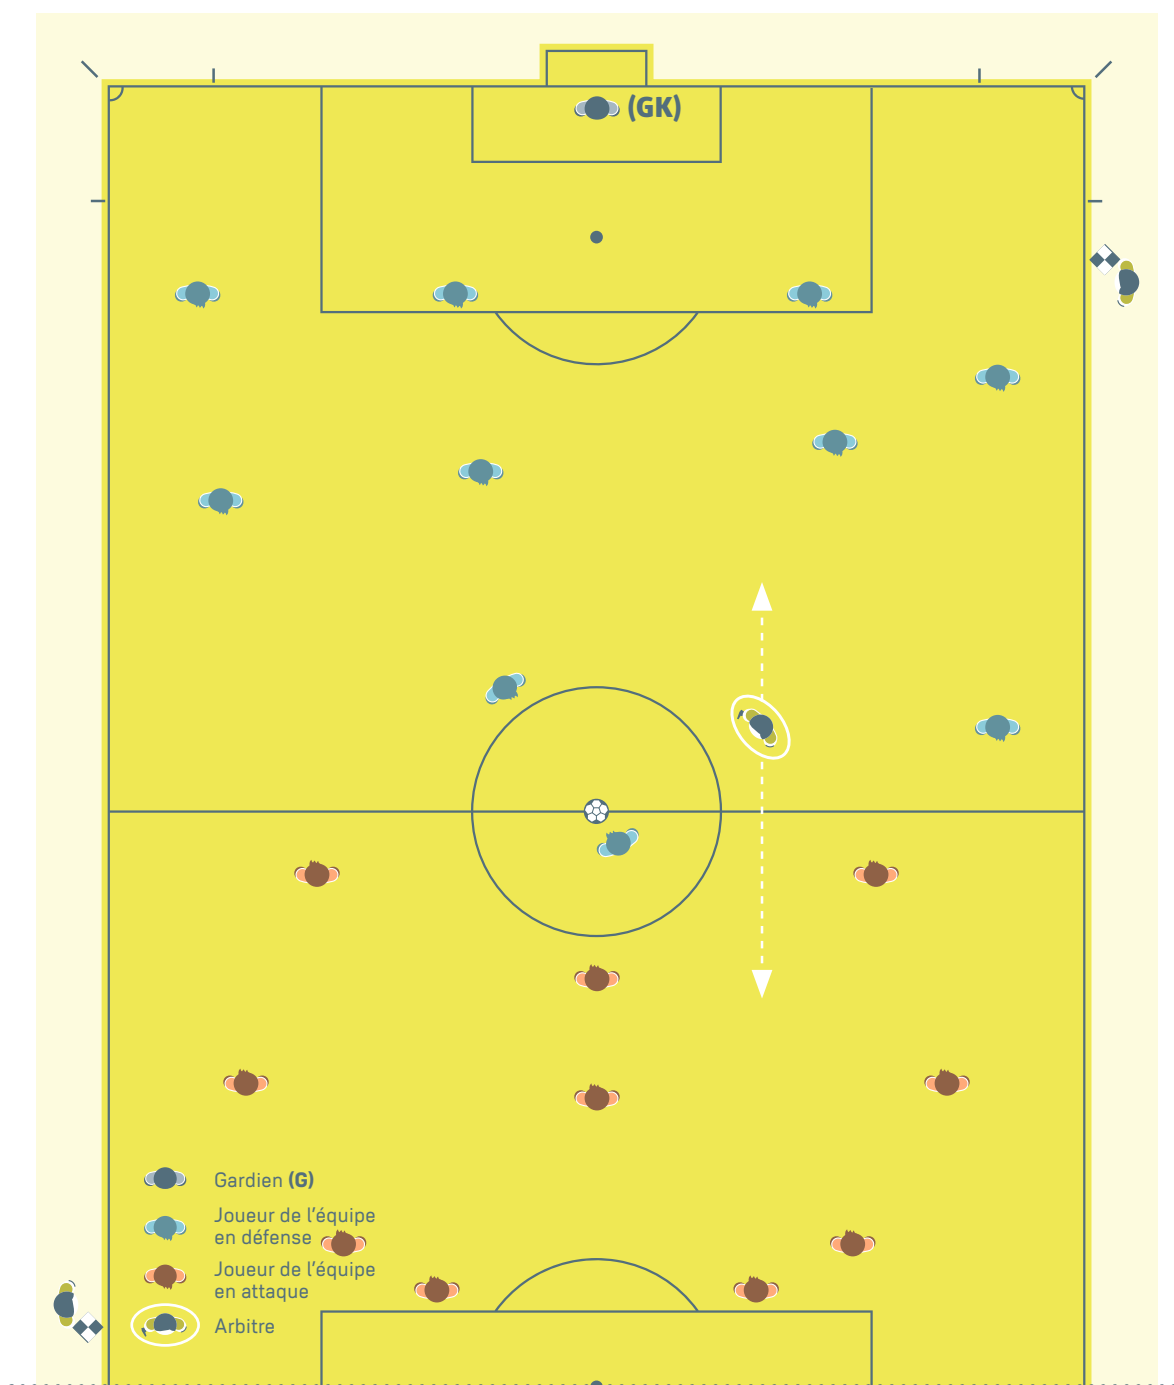 (GK)
Gardien (G)
Joueur de l'équipe
en défense
Joueur de l'équipe
en attaque
Arbitre